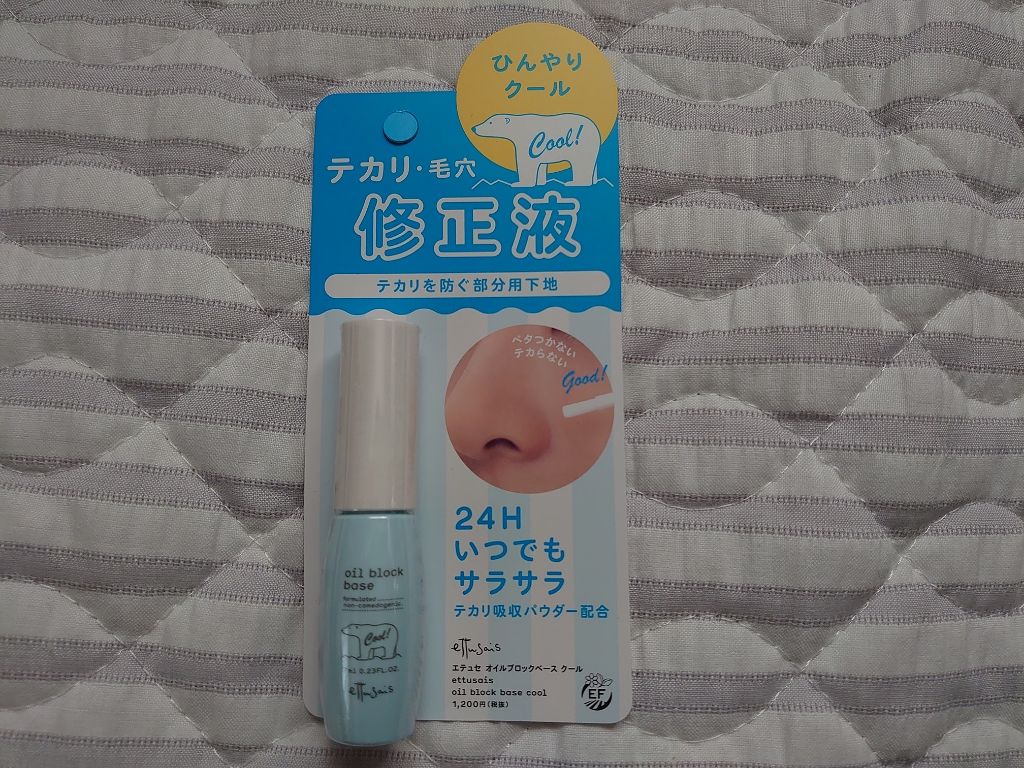 ひんやり
クール
Cool!
テカリ・毛穴
修正液
テカリを防ぐ部分用下地
ベタつかない
テカらない
Good!
24H
いつでも
サラサラ
テカリ吸収パウダー配合
ettusais
エテュセ オイルブロックベース クール
ettusais
oil block base cool
1,200円(税抜)
EF
oil block
base
formulated
non-comedogenic.
Cool!
0.23FL.OZ.
ettusais